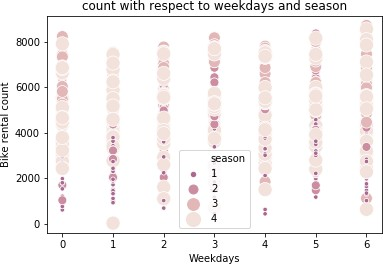 count with respect to weekdays and season
8000
6000
4000
2000
0
Bike rental count
season
1
2
3
4
0 1 2 3 4 5 6
Weekdays